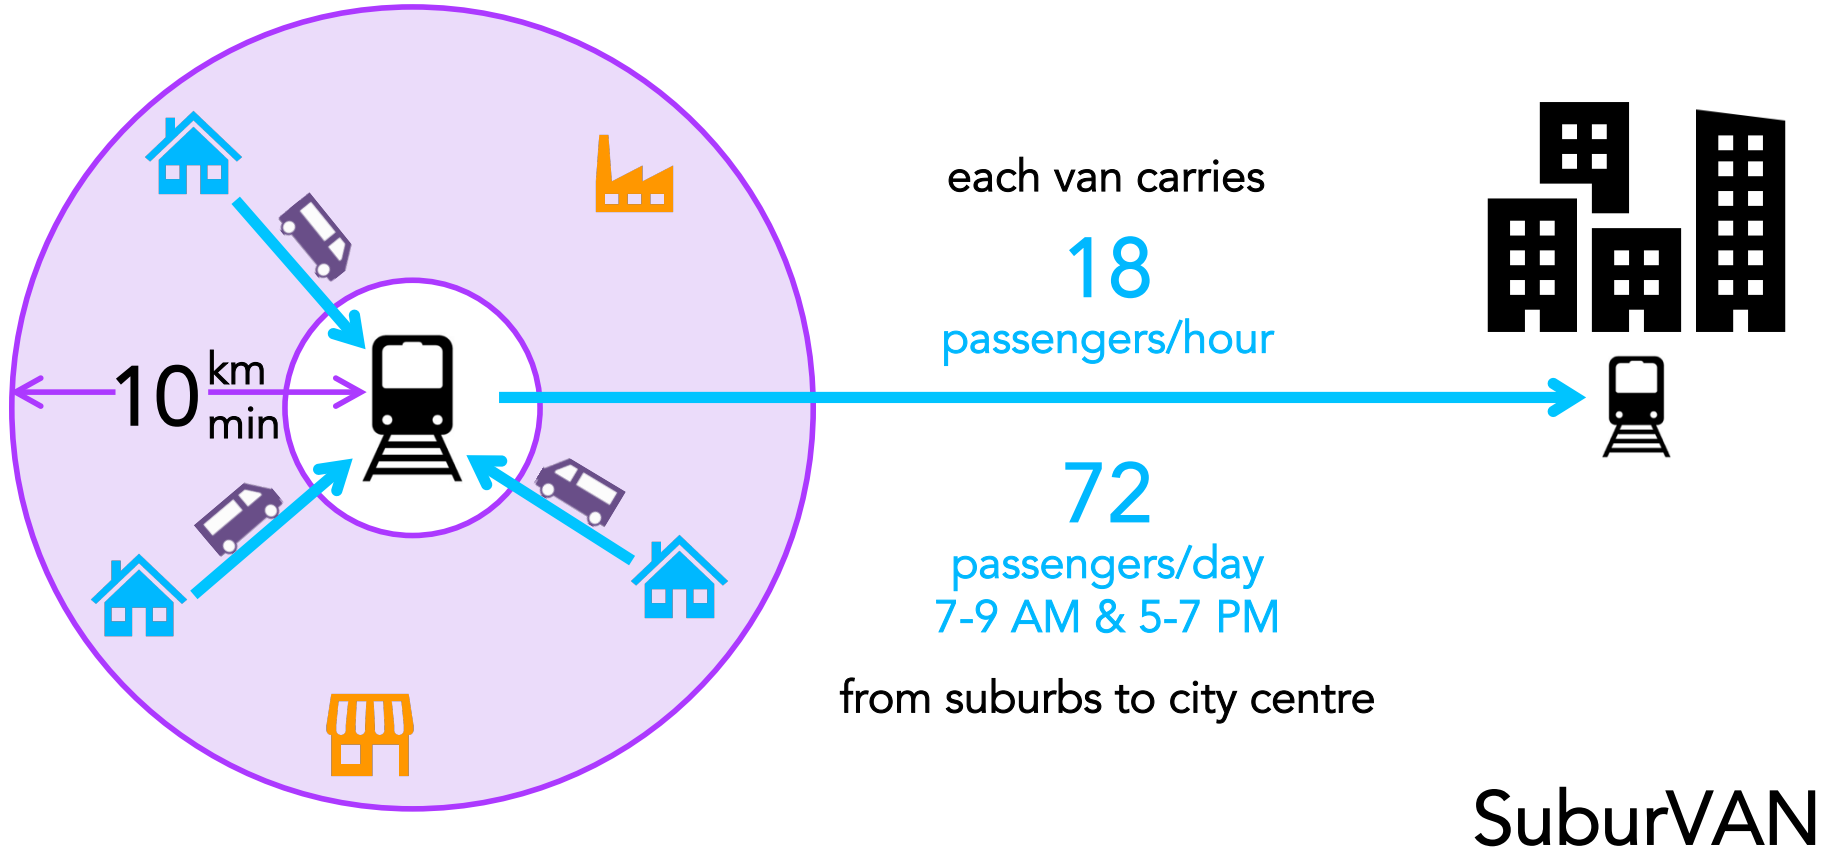 10 km
min
each van carries
18
passengers/hour
72
passengers/day
7-9 AM & 5-7 PM
from suburbs to city centre
SuburVAN